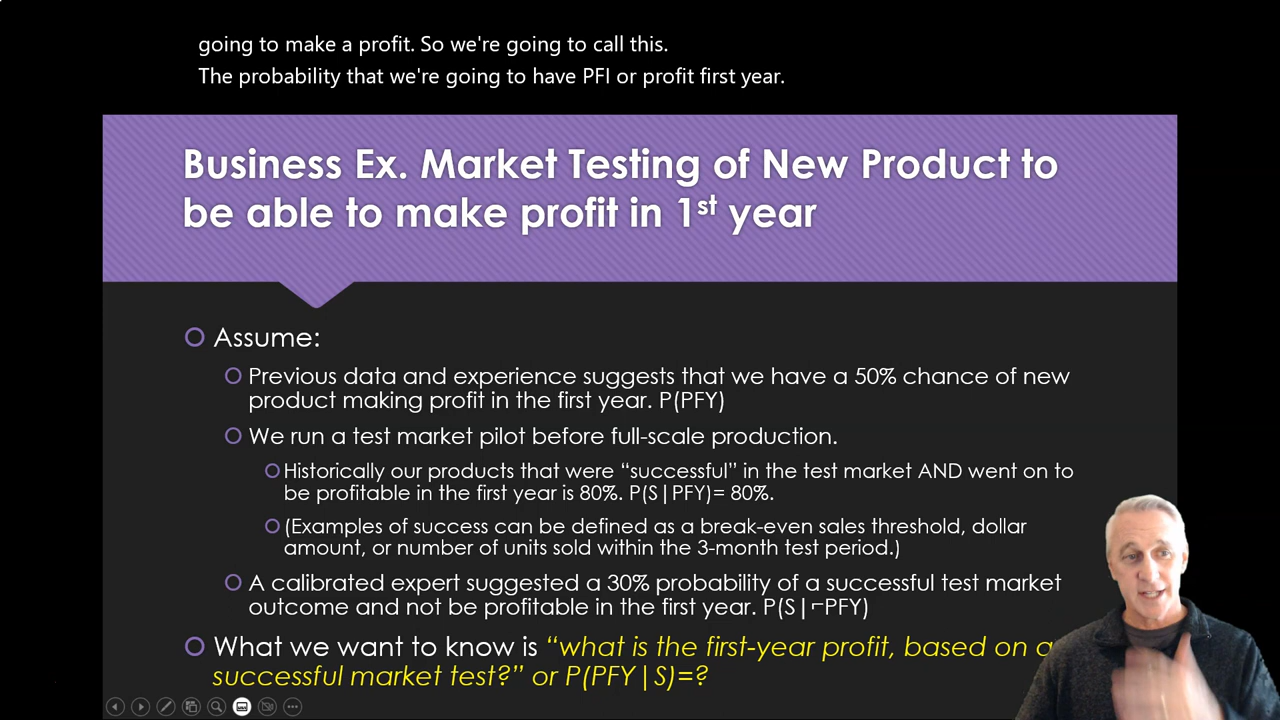 going to make a profit. So we're going to call this.
The probability that we're going to have PFI or profit first year.
Business Ex. Market Testing of New Product to
be able to make profit in 1st year
Assume:
Previous data and experience suggests that we have a 50% chance of new
product making profit in the first year. P(PFY)
We run a test market pilot before full-scale production.
Historically our products that were “successful” in the test market AND went on to
be profitable in the first year is 80%. P(S|PFY)= 80%.
(Examples of success can be defined as a break-even sales threshold, dollar
amount, or number of units sold within the 3-month test period.)
A calibrated expert suggested a 30% probability of a successful test market
outcome and not be profitable in the first year. P(S|⌐PFY)
What we want to know is “what is the first-year profit, based on a
successful market test?” or P(PFY|S)=?